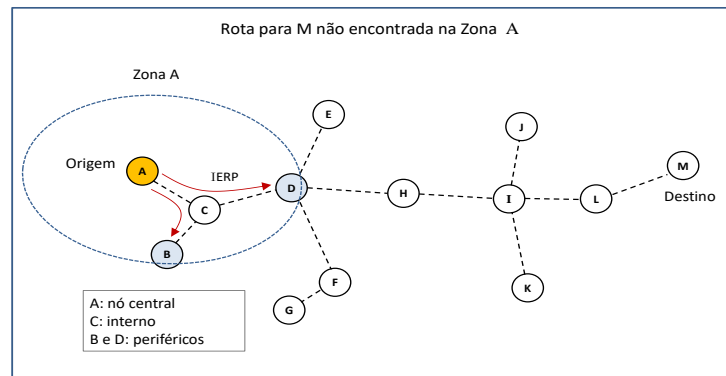 Rota para M não encontrada na Zona A
Zona A
E
J
Origem
A
IERP
D
H
I
L
M
Destino
C
B
F
G
K
A: nó central
C: interno
B e D: periféricos